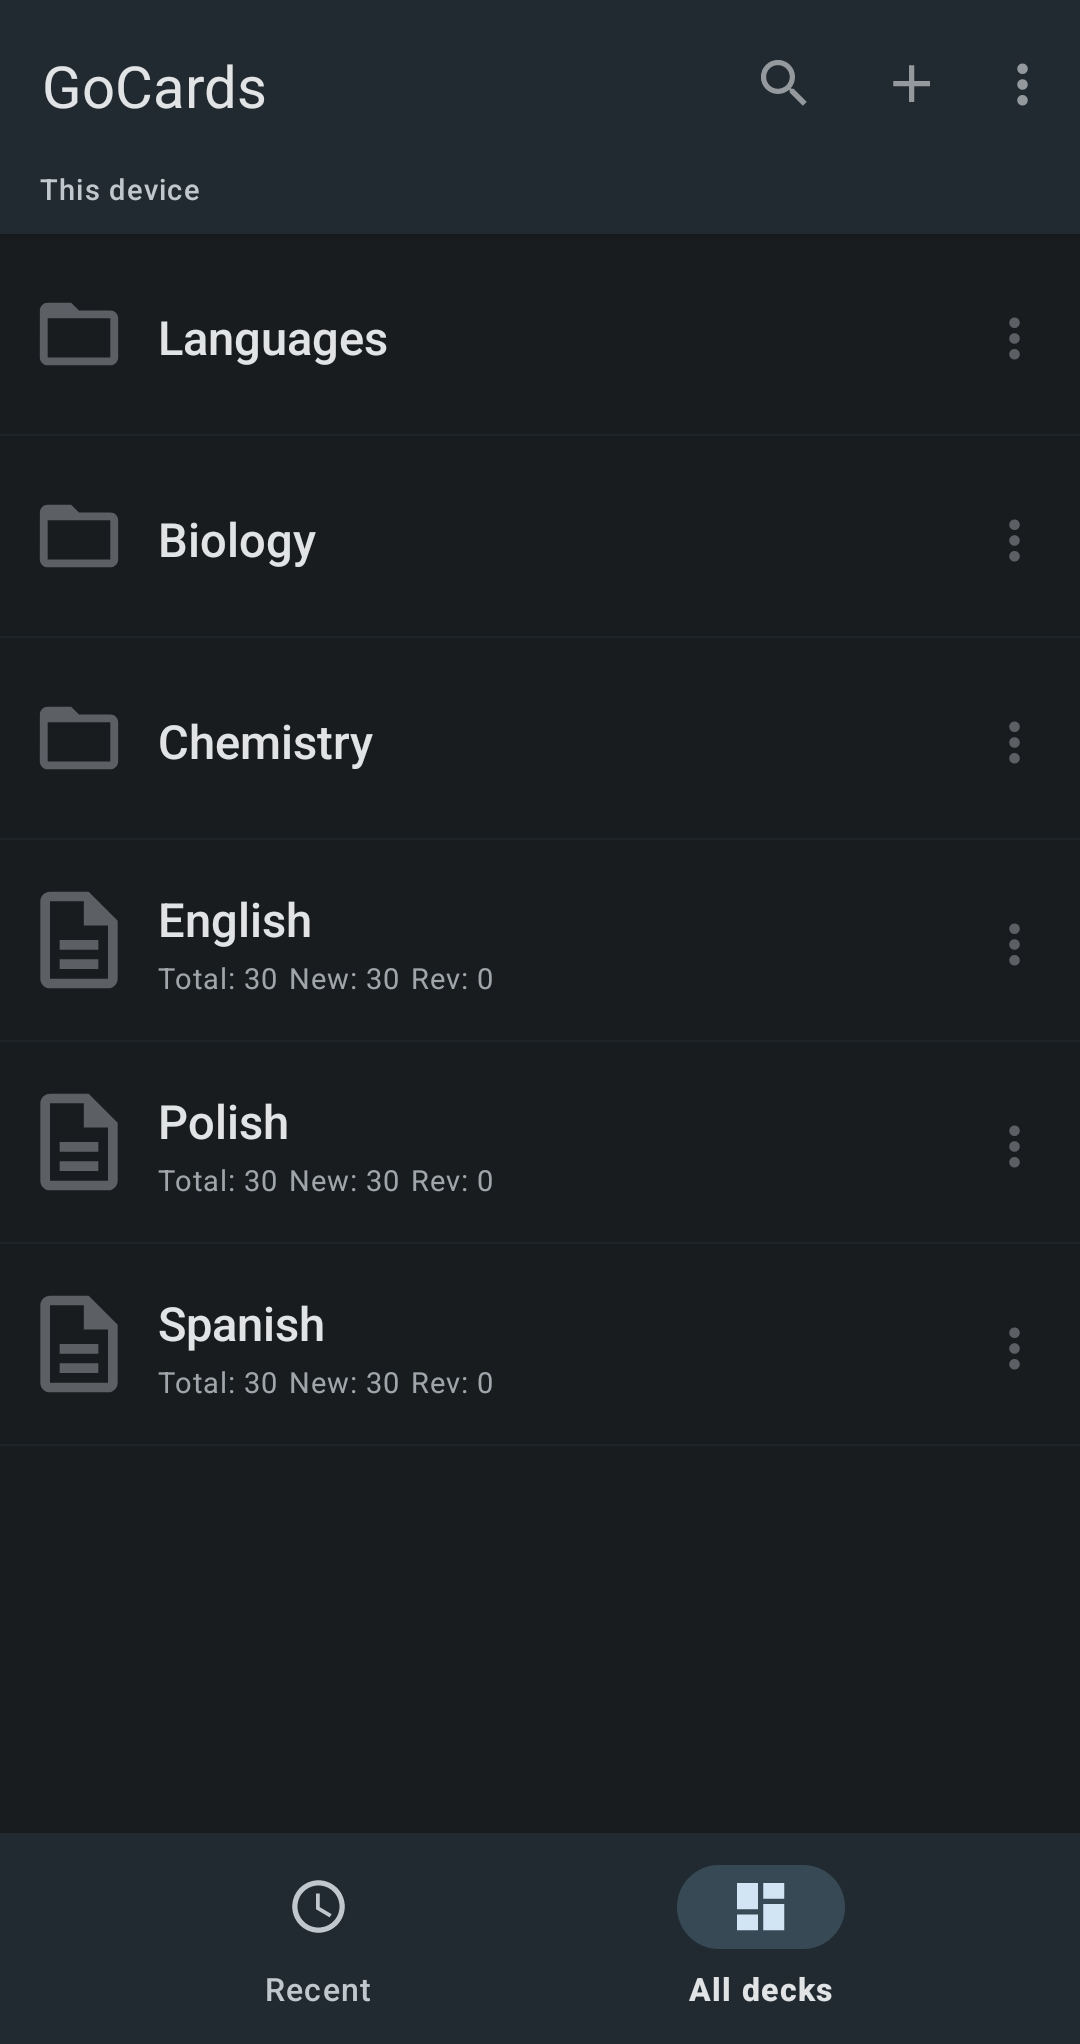 GoCards
This device
Languages
Biology
Chemistry
English
Total: 30 New: 30 Rev: 0
Polish
Total: 30 New: 30 Rev: 0
Spanish
Total: 30 New: 30 Rev: 0
Recent
All decks